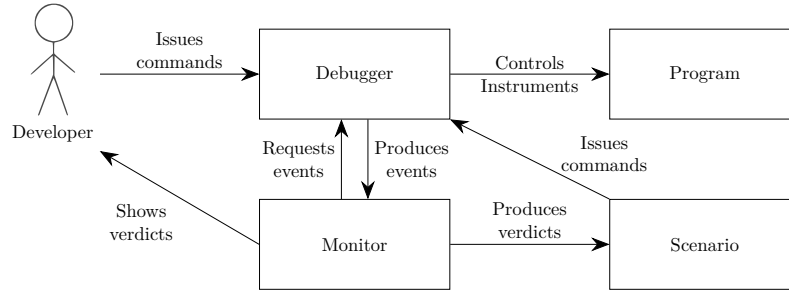 Issues
commands
Debugger
Controls
Instruments
Program
Developer
Requests
events
Produces
events
Issues
commands
Shows
verdicts
Monitor
Produces
verdicts
Scenario